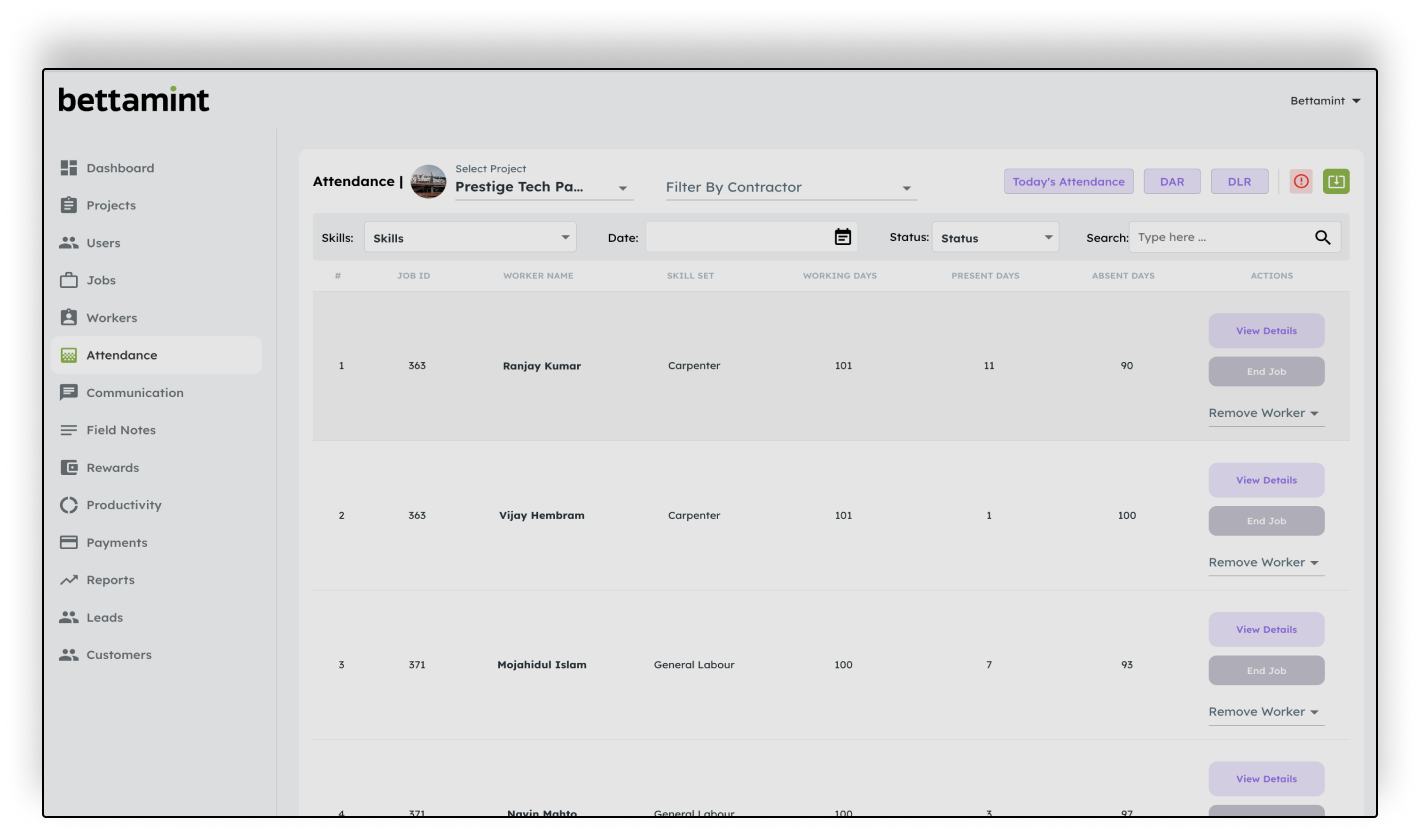 bettamint
Bettamint
Dashboard
Projects
Users
Jobs
Workers
Attendance
Communication
Field Notes
Rewards
Productivity
Payments
Reports
Leads
Customers
Attendance |
Select Project
Prestige Tech Pa...
Filter By Contractor
Today's Attendance
DAR
DLR
Skills: Skills
Date:
Status: Status
Search: Type here ...
# JOB ID WORKER NAME SKILL SET WORKING DAYS PRESENT DAYS ABSENT DAYS ACTIONS
View Details
1 363 Ranjay Kumar Carpenter 101 11 90
End Job
Remove Worker
View Details
2 363 Vijay Hembram Carpenter 101 1 100
End Job
Remove Worker
View Details
3 371 Mojahidul Islam General Labour 100 7 93
End Job
Remove Worker
View Details
4 371 Navin Mahto General Labour 100 3 97